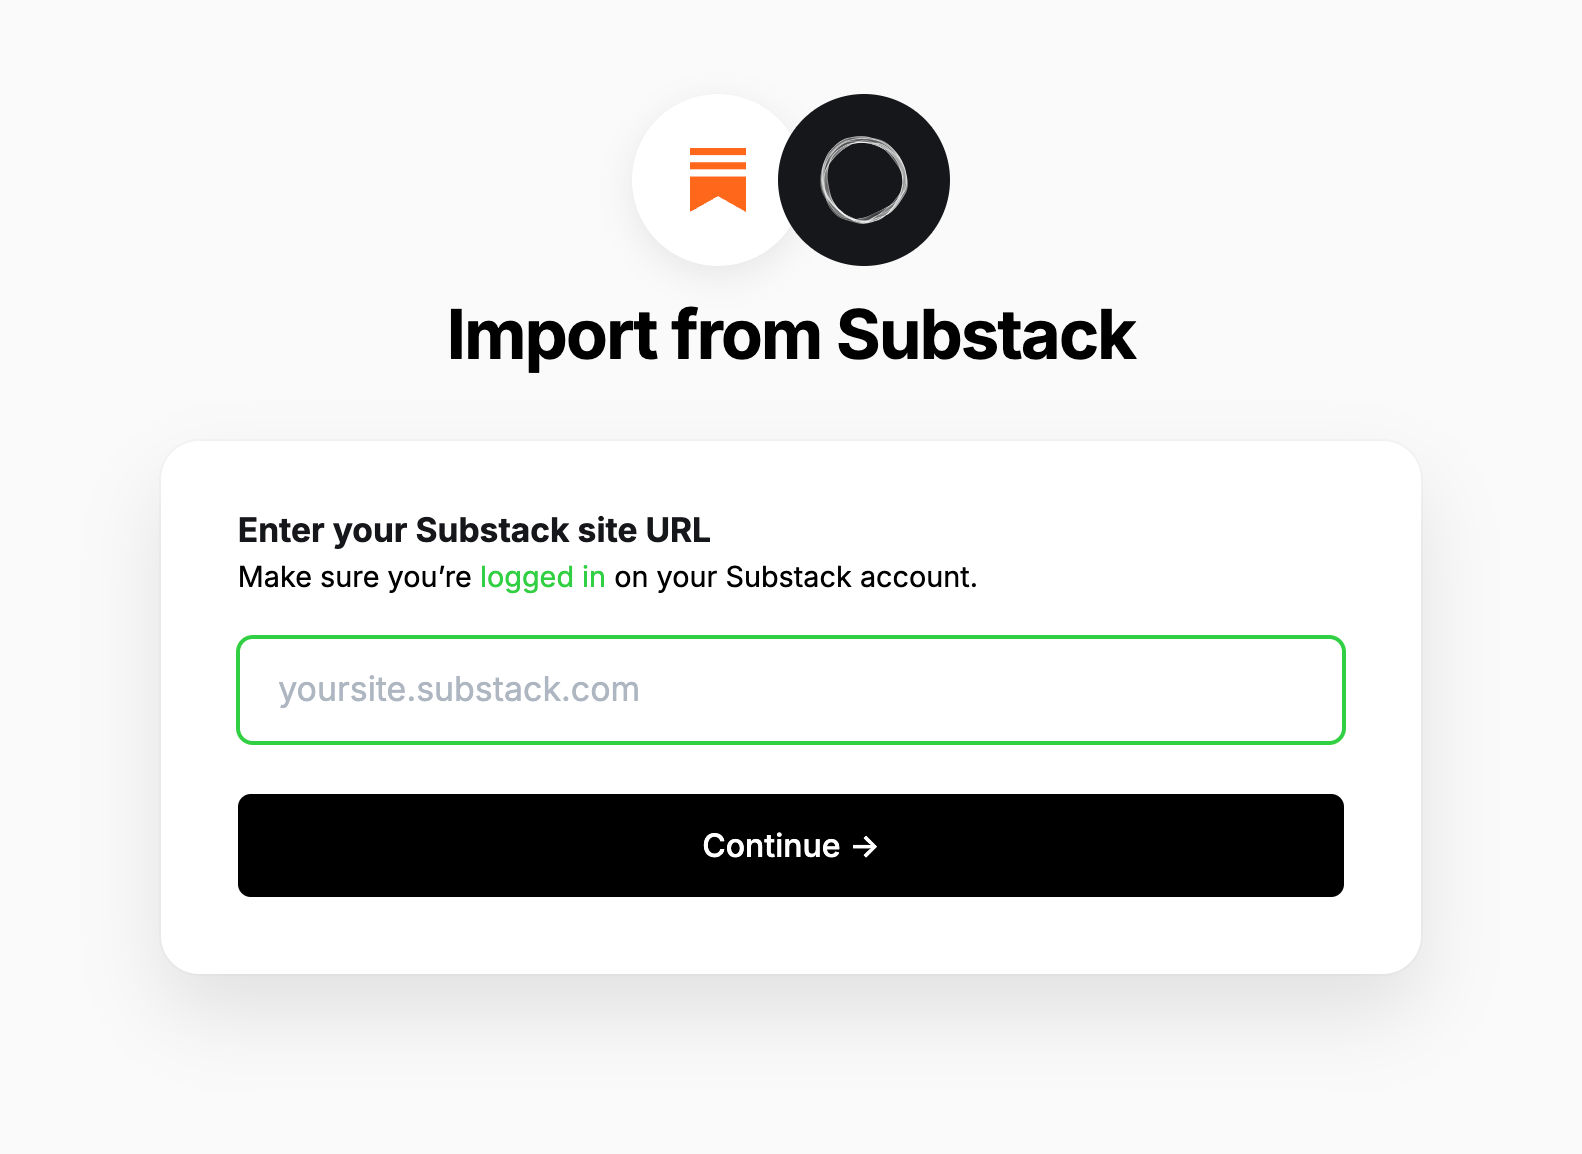 Import from Substack
Enter your Substack site URL
Make sure you’re logged in on your Substack account.
yoursite.substack.com
Continue →